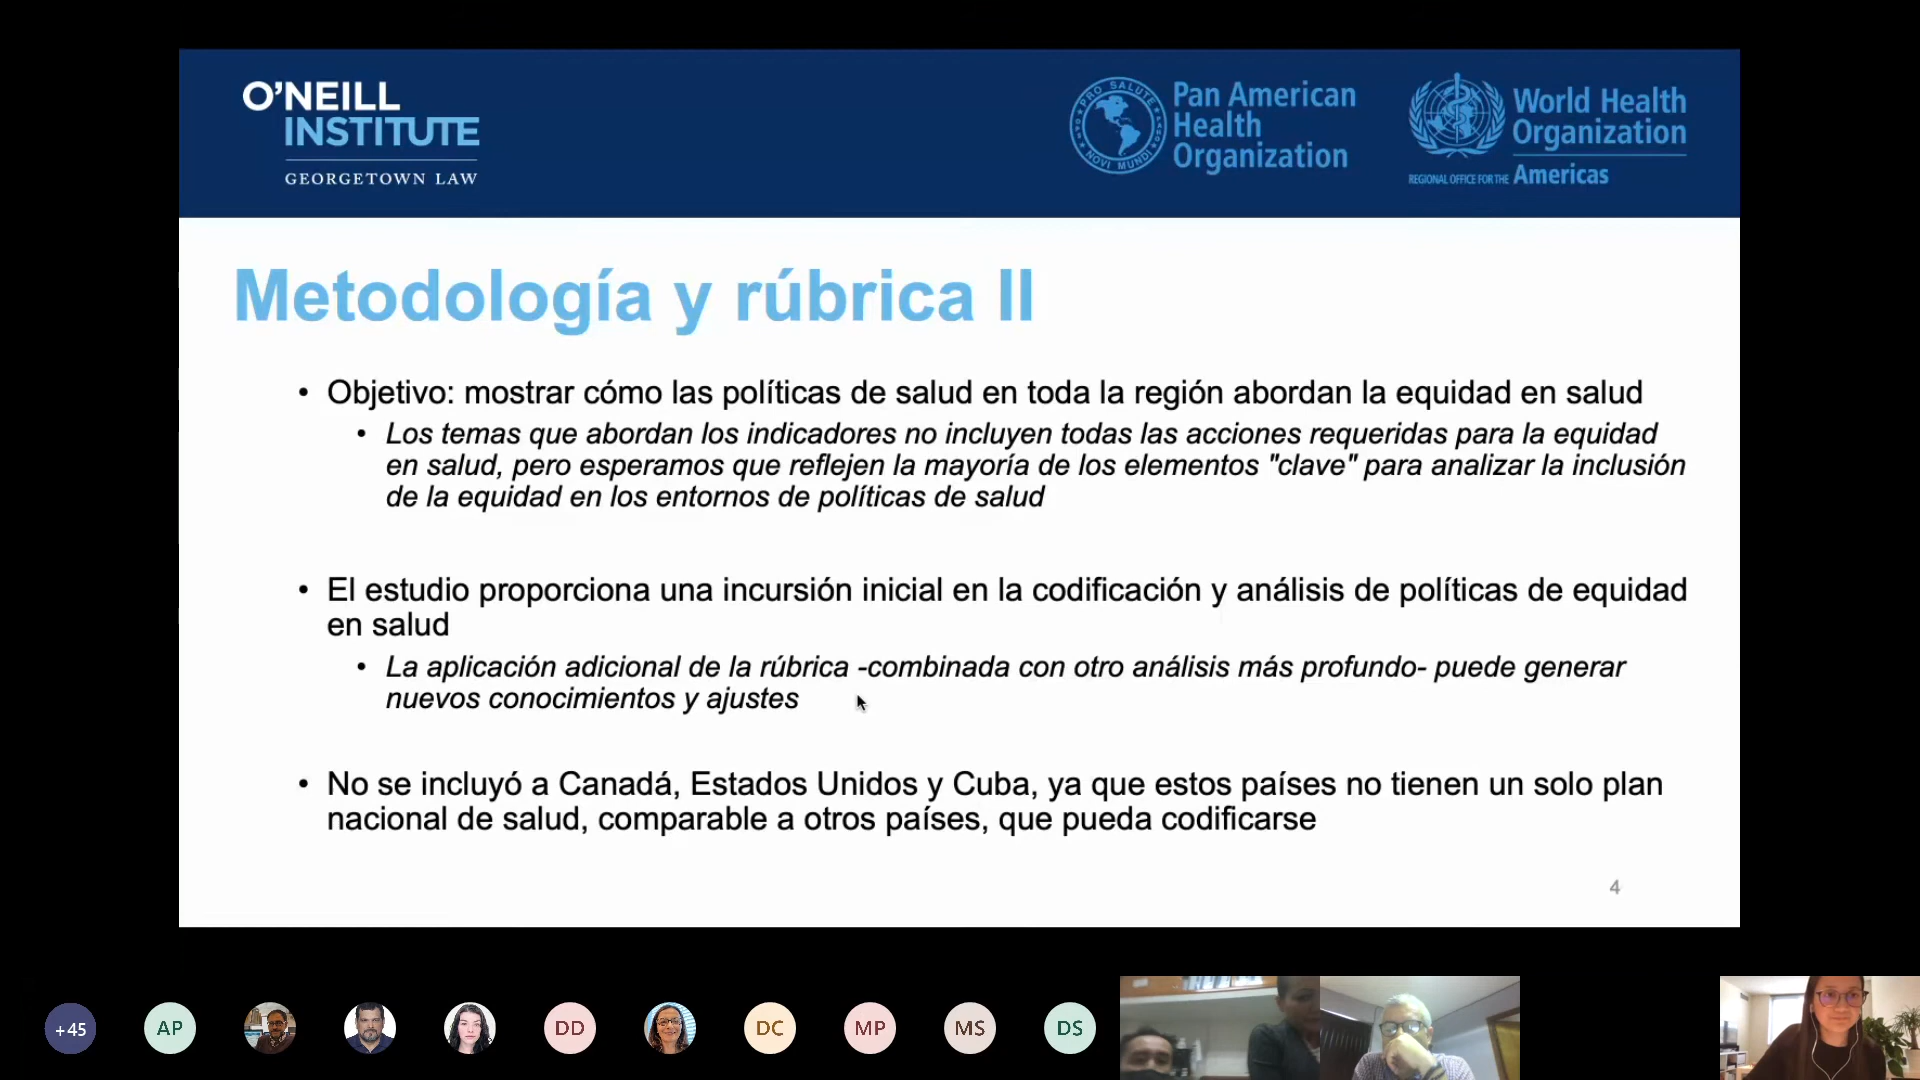 O'NEILL
INSTITUTE
GEORGETOWN LAW
PRO SALUTE
NOVI MUNDI
Pan American
Health
Organization
World Health
Organization
REGIONAL OFFICE FOR THE Americas
Metodología y rúbrica II
• Objetivo: mostrar cómo las políticas de salud en toda la región abordan la equidad en salud
• Los temas que abordan los indicadores no incluyen todas las acciones requeridas para la equidad
en salud, pero esperamos que reflejen la mayoría de los elementos "clave" para analizar la inclusión
de la equidad en los entornos de políticas de salud
• El estudio proporciona una incursión inicial en la codificación y análisis de políticas de equidad
en salud
• La aplicación adicional de la rúbrica -combinada con otro análisis más profundo- puede generar
nuevos conocimientos y ajustes
• No se incluyó a Canadá, Estados Unidos y Cuba, ya que estos países no tienen un solo plan
nacional de salud, comparable a otros países, que pueda codificarse
4
+45
AP
DD
DC
MP
MS
DS